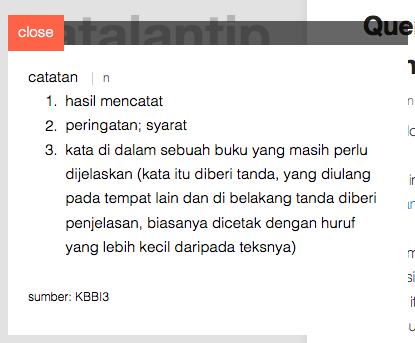 atalantip
Que
close
catatan | n
1. hasil mencatat
2. peringatan; syarat
3. kata di dalam sebuah buku yang masih perlu
dijelaskan (kata itu diberi tanda, yang diulang
pada tempat lain dan di belakang tanda diberi
penjelasan, biasanya dicetak dengan huruf
yang lebih kecil daripada teksnya)
sumber: KBBI3